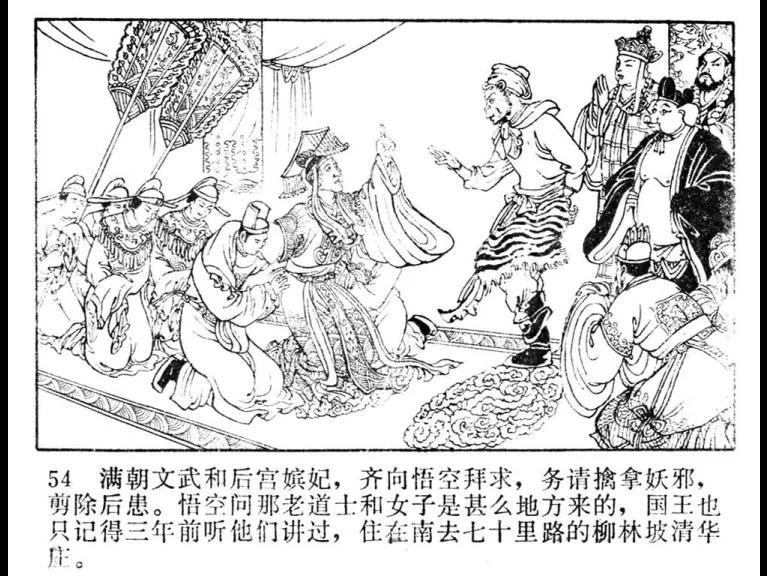 54 满朝文武和后宫嫔妃，齐向悟空拜求，务请擒拿妖邪，
剪除后患。悟空问那老道士和女子是甚么地方来的，国王也
只记得三年前听他们讲过，住在南去七十里路的柳林坡清华
庄。